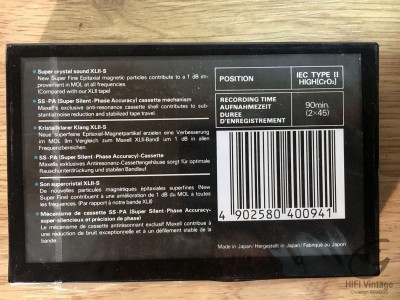 • Super crystal sound XLII-S
New Super Fine Epitaxial magnetic particles contribute to a 1 dB im-
provement in MOL at all frequencies.
(Compared with our XLII tape)
• SS-PA (Super Silent-Phase Accuracy) cassette mechanism
Maxell's exclusive anti-resonance cassette shell contributes to sub-
stantial noise reduction and stabilized tape travel.
• Kristallklarer Klang XLII-S
Neue superfeine Epitaxial-Magnetpartikel erzielen eine Verbesserung
im MOL (Im Vergleich zum Maxell XLII-Band) um 1 dB in allen
Frequenzbereichen.
• SS-PA (Super Silent-Phase Accuracy)-Cassette
Maxells exklusives Antiresonanz-Cassettengehäuse sorgt für optimale
Rauschunterdrückung und stabilen Bandlauf.
• Son supercristal XLII-S
De nouvelles particules magnétiques épitaxiales superfines (New
Super Fine) contribuent à une amélioration de 1 dB du MOL à toutes
les fréquences. (Par rapport à notre bande XLII)
• Mécanisme de cassette SS-PA (Super Silent-Phase Accuracy-
super-silencieux et précision de phase)
Le mécanisme de cassette antirésonnant exclusif Maxell contribue à
une réduction de bruit exceptionnelle et à un défilement stable de la
bande.
POSITION
IEC TYPE II
HIGH(CrO₂)
RECORDING TIME
AUFNAHMEZEIT
DUREE
D'ENREGISTREMENT
90min.
(2×45)
4 902580 400941
Made in Japan/Hergestellt in Japan/Fabriqué au Japon
HIFI Vintage